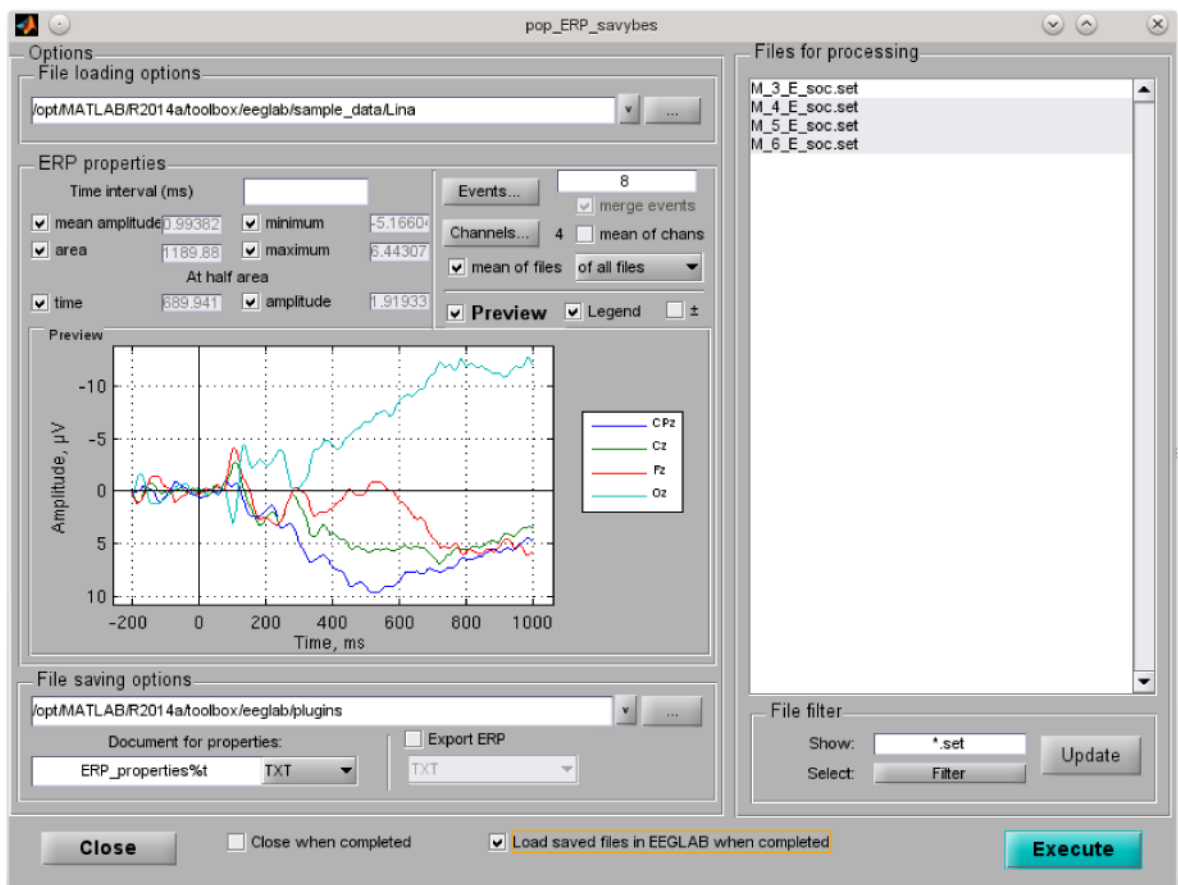 pop_ERP_savybes
Options
File loading options
/opt/MATLAB/R2014a/toolbox/eeglab/sample_data/Lina
v
...
ERP properties
Time interval (ms)
mean amplitude
0.99382
minimum
-5.16604
area
1189.88
maximum
6.44307
At half area
time
689.941
amplitude
1.91933
Events...
8
merge events
Channels...
4
mean of chans
mean of files
of all files
Preview
Legend
±
Preview
Amplitude, µV
-10
-5
0
5
10
-200
0
200
400
600
800
1000
Time, ms
CPz
Cz
Fz
Oz
File saving options
/opt/MATLAB/R2014a/toolbox/eeglab/plugins
v
...
Document for properties:
ERP_properties%t
TXT
Export ERP
TXT
Files for processing
M_3_E_soc.set
M_4_E_soc.set
M_5_E_soc.set
M_6_E_soc.set
File filter
Show:
*.set
Select:
Filter
Update
Close
Close when completed
Load saved files in EEGLAB when completed
Execute